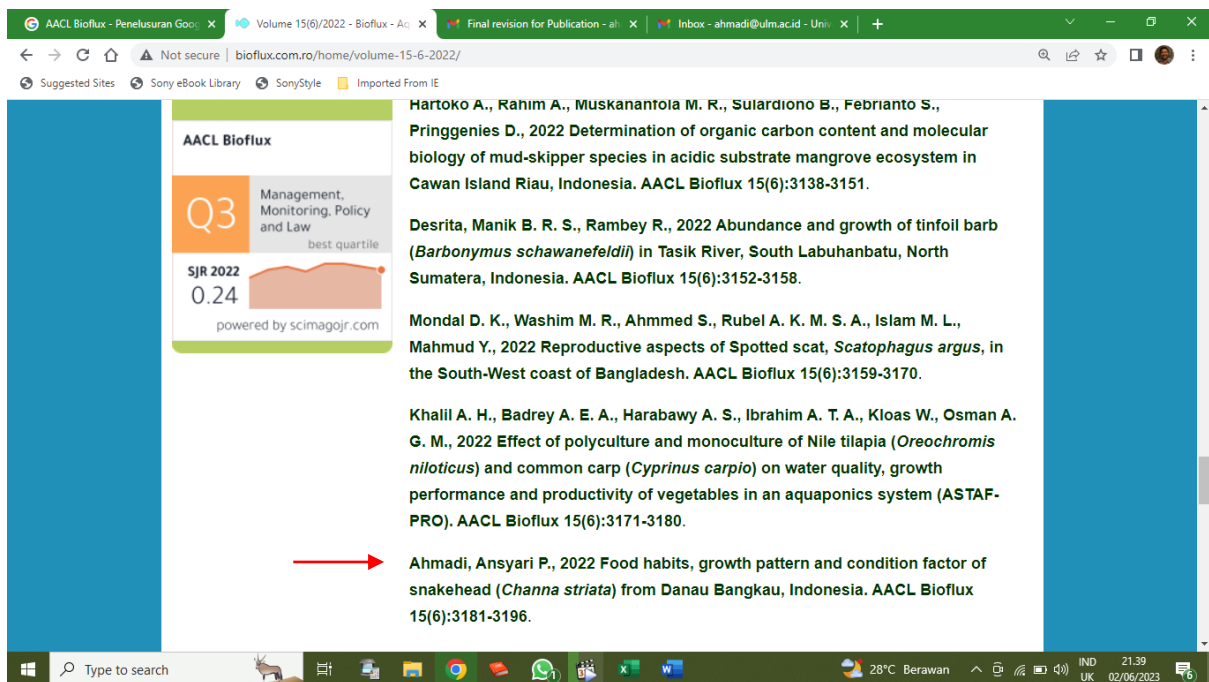 AACL Bioflux - Penelusuran Goog
Volume 15(6)/2022 - Bioflux - Aq
Final revision for Publication - ah
Inbox - ahmadi@ulm.ac.id - Univ
Not secure | bioflux.com.ro/home/volume-15-6-2022/
Suggested Sites
Sony eBook Library
SonyStyle
Imported From IE
AACL Bioflux
Q3
Management,
Monitoring, Policy
and Law
best quartile
SJR 2022
0.24
powered by scimagojr.com
Hartoko A., Rahim A., Muskananfola M. R., Sulardiono B., Febrianto S.,
Pringgenies D., 2022 Determination of organic carbon content and molecular
biology of mud-skipper species in acidic substrate mangrove ecosystem in
Cawan Island Riau, Indonesia. AACL Bioflux 15(6):3138-3151.
Desrita, Manik B. R. S., Rambey R., 2022 Abundance and growth of tinfoil barb
(Barbonymus schawanefeldii) in Tasik River, South Labuhanbatu, North
Sumatera, Indonesia. AACL Bioflux 15(6):3152-3158.
Mondal D. K., Washim M. R., Ahmmed S., Rubel A. K. M. S. A., Islam M. L.,
Mahmud Y., 2022 Reproductive aspects of Spotted scat, Scatophagus argus, in
the South-West coast of Bangladesh. AACL Bioflux 15(6):3159-3170.
Khalil A. H., Badrey A. E. A., Harabawy A. S., Ibrahim A. T. A., Kloas W., Osman A.
G. M., 2022 Effect of polyculture and monoculture of Nile tilapia (Oreochromis
niloticus) and common carp (Cyprinus carpio) on water quality, growth
performance and productivity of vegetables in an aquaponics system (ASTAF-
PRO). AACL Bioflux 15(6):3171-3180.
Ahmadi, Ansyari P., 2022 Food habits, growth pattern and condition factor of
snakehead (Channa striata) from Danau Bangkau, Indonesia. AACL Bioflux
15(6):3181-3196.
Type to search
28°C Berawan
IND
UK
21.39
02/06/2023
6